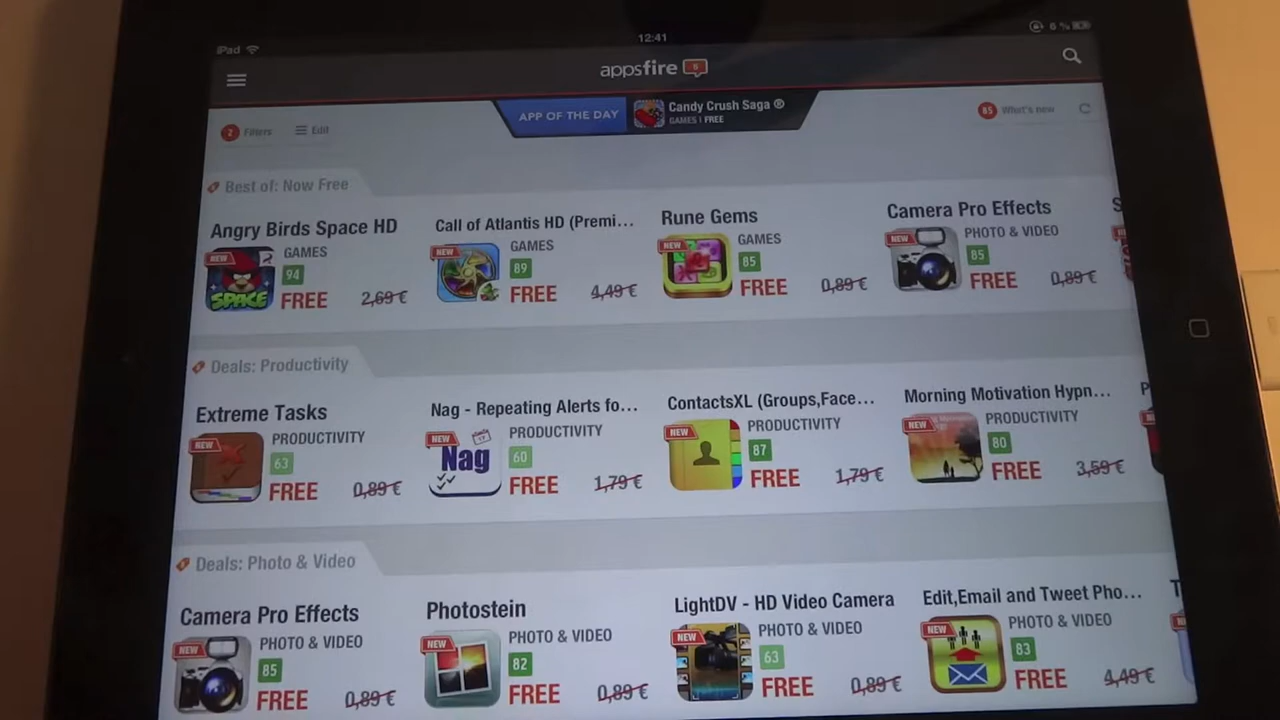 iPad 12:41 6 %
appsfire 5
APP OF THE DAY Candy Crush Saga ®
GAMES | FREE
2 Filters Edit 85 What's new
Best of: Now Free
Angry Birds Space HD Call of Atlantis HD (Premi... Rune Gems Camera Pro Effects S
NEW GAMES NEW GAMES NEW GAMES NEW PHOTO & VIDEO
94 89 85 85
SPACE FREE 2,69 € FREE 4,49 € FREE 0,89 € FREE 0,89 €
Deals: Productivity
Extreme Tasks Nag - Repeating Alerts fo... ContactsXL (Groups,Face... Morning Motivation Hypn... P
NEW PRODUCTIVITY NEW PRODUCTIVITY NEW PRODUCTIVITY NEW PRODUCTIVITY
63 Nag 60 87 80
FREE 0,89 € FREE 1,79 € FREE 1,79 € FREE 3,59 €
Deals: Photo & Video
Camera Pro Effects Photostein LightDV - HD Video Camera Edit,Email and Tweet Pho... T
NEW PHOTO & VIDEO NEW PHOTO & VIDEO NEW PHOTO & VIDEO NEW PHOTO & VIDEO
85 82 63 83
FREE 0,89 € FREE 0,89 € FREE 0,89 € FREE 4,49 €